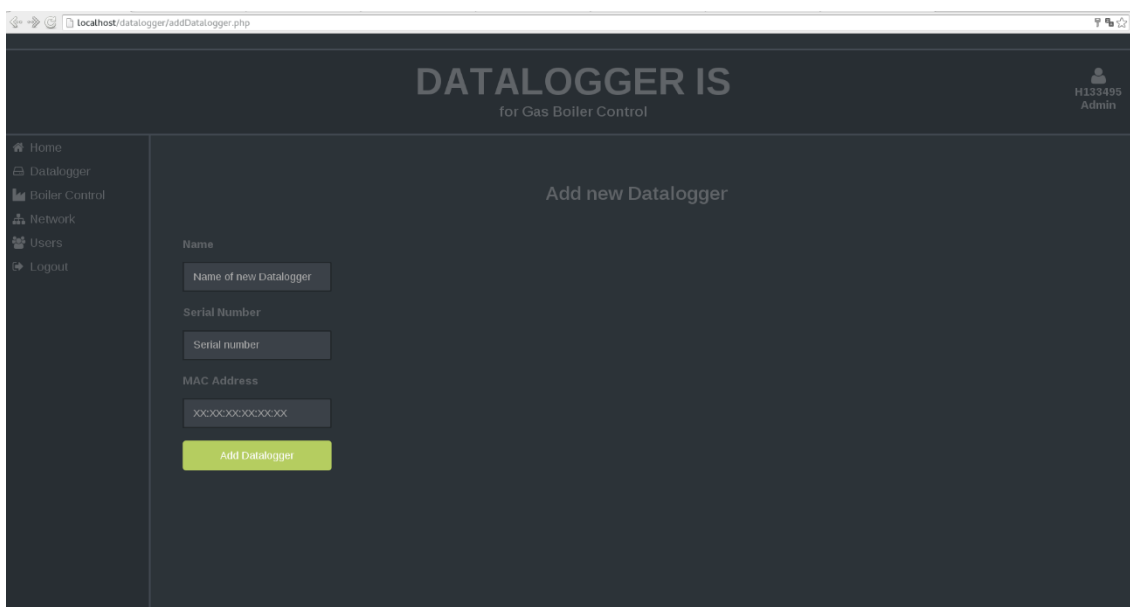 localhost/datalogger/addDatalogger.php
DATALOGGER IS
for Gas Boiler Control
H133495
Admin
Home
Datalogger
Boiler Control
Network
Users
Logout
Add new Datalogger
Name
Name of new Datalogger
Serial Number
Serial number
MAC Address
XX:XX:XX:XX:XX:XX
Add Datalogger